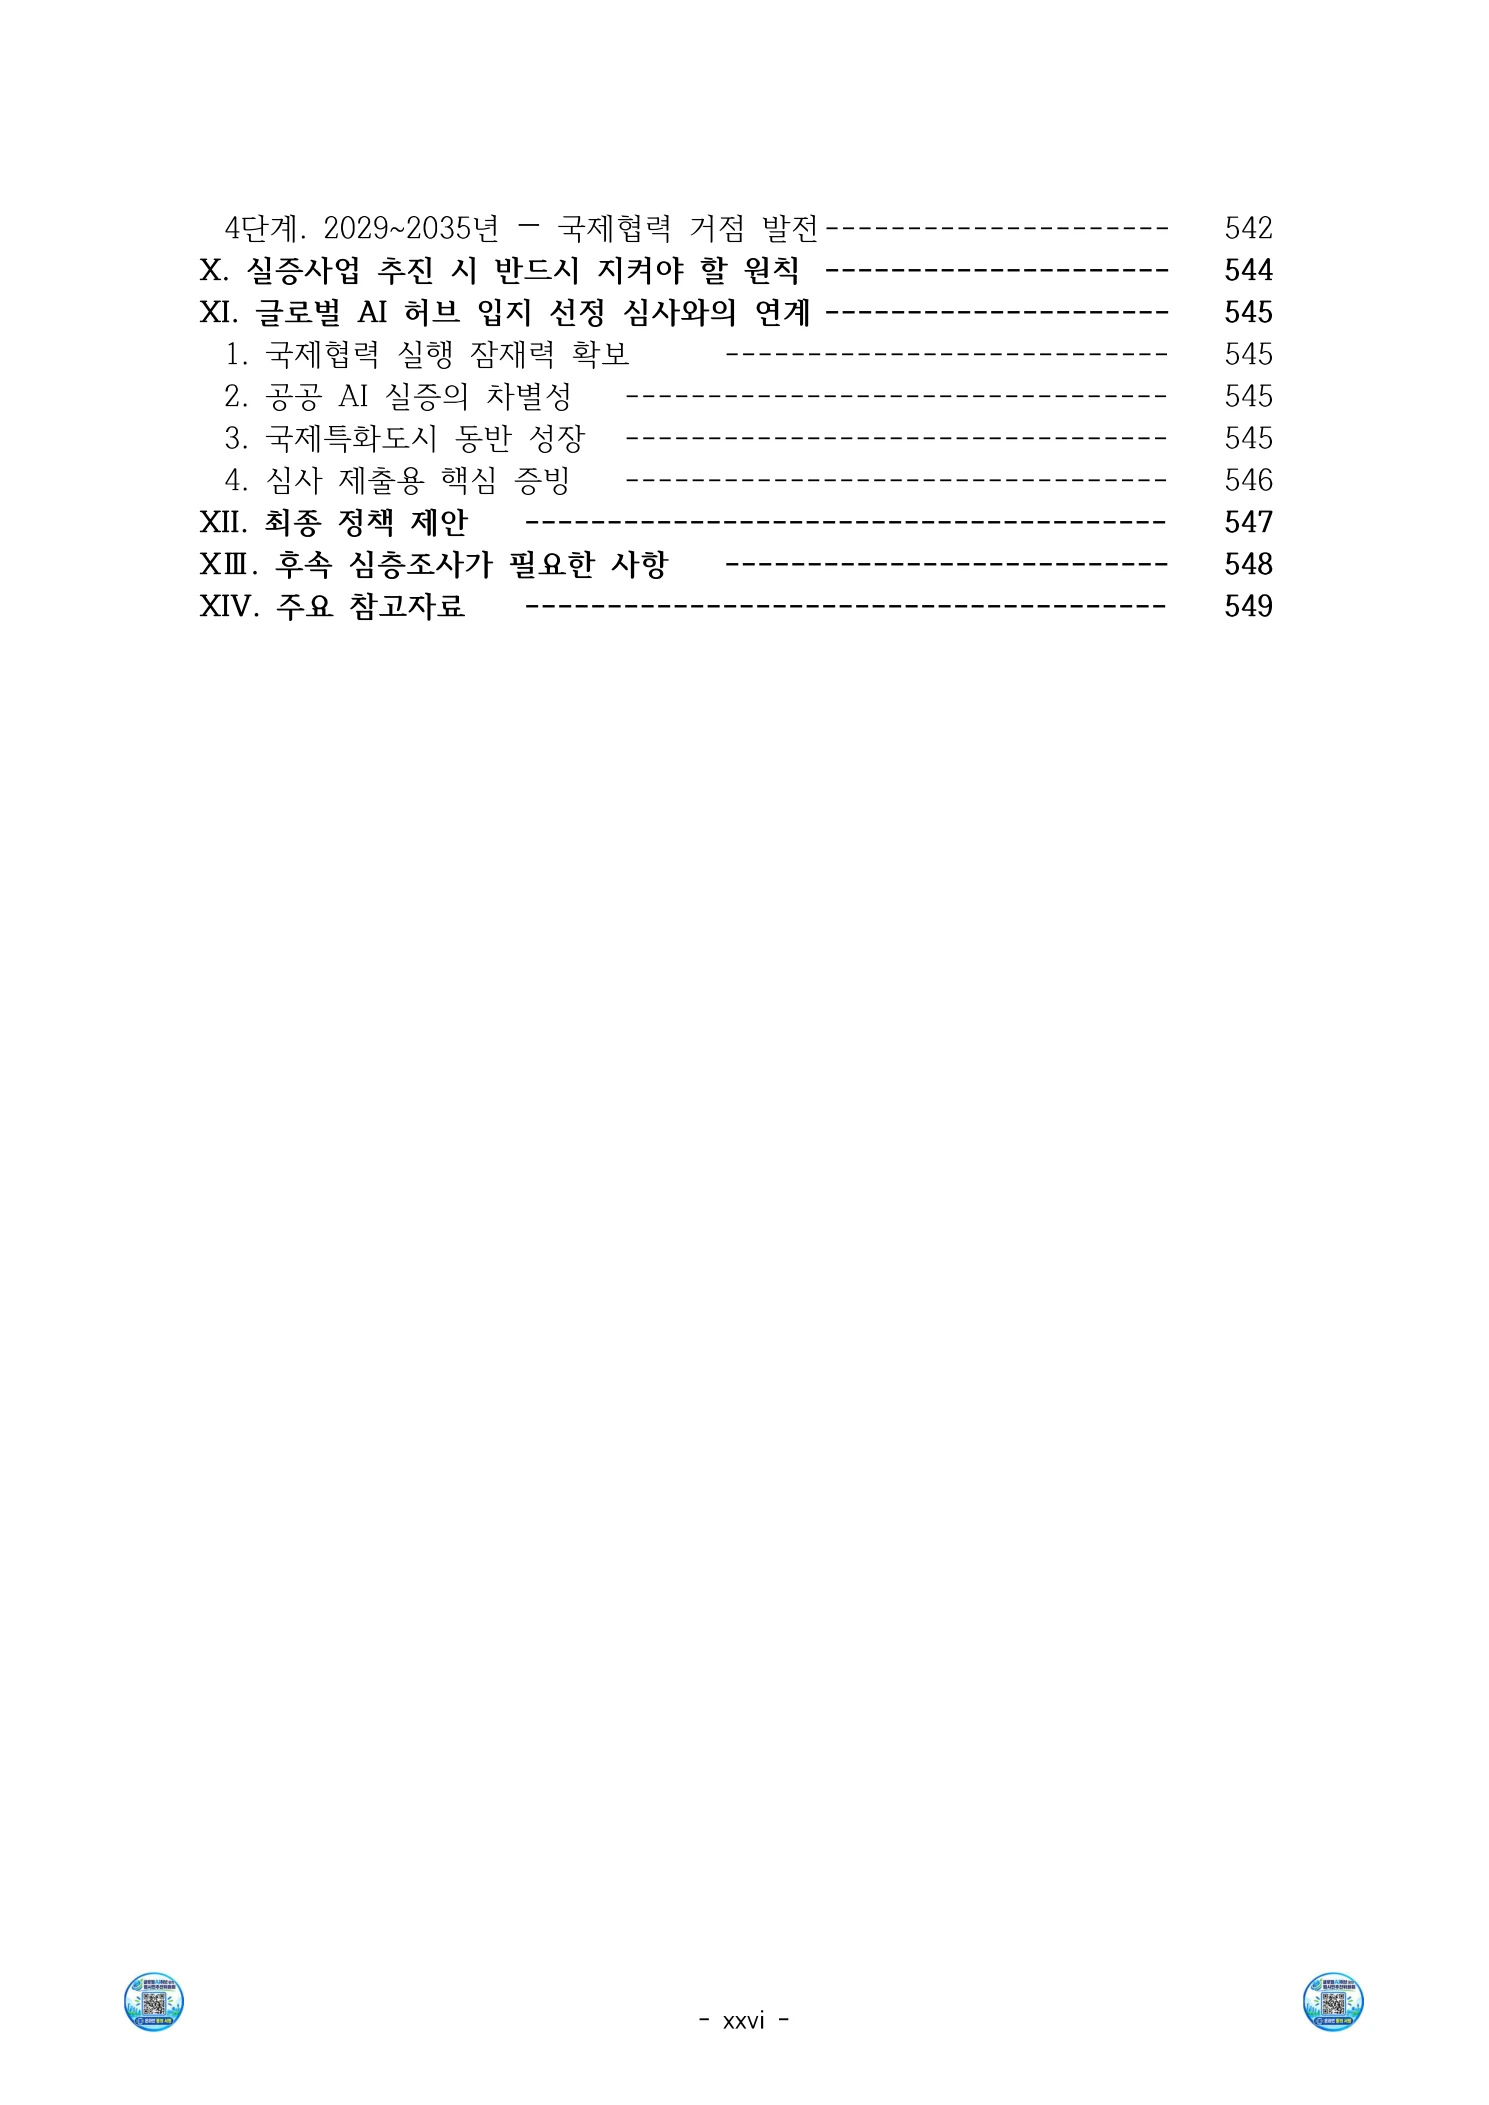 4단계. 2029~2035년 － 국제협력 거점 발전 --------------------- 542
X. 실증사업 추진 시 반드시 지켜야 할 원칙 --------------------- 544
XI. 글로벌 AI 허브 입지 선정 심사와의 연계 --------------------- 545
1. 국제협력 실행 잠재력 확보 --------------------------- 545
2. 공공 AI 실증의 차별성 --------------------------------- 545
3. 국제특화도시 동반 성장 --------------------------------- 545
4. 심사 제출용 핵심 증빙 --------------------------------- 546
XII. 최종 정책 제안 --------------------------------------- 547
XⅢ. 후속 심층조사가 필요한 사항 --------------------------- 548
XIV. 주요 참고자료 --------------------------------------- 549
- xxvi -